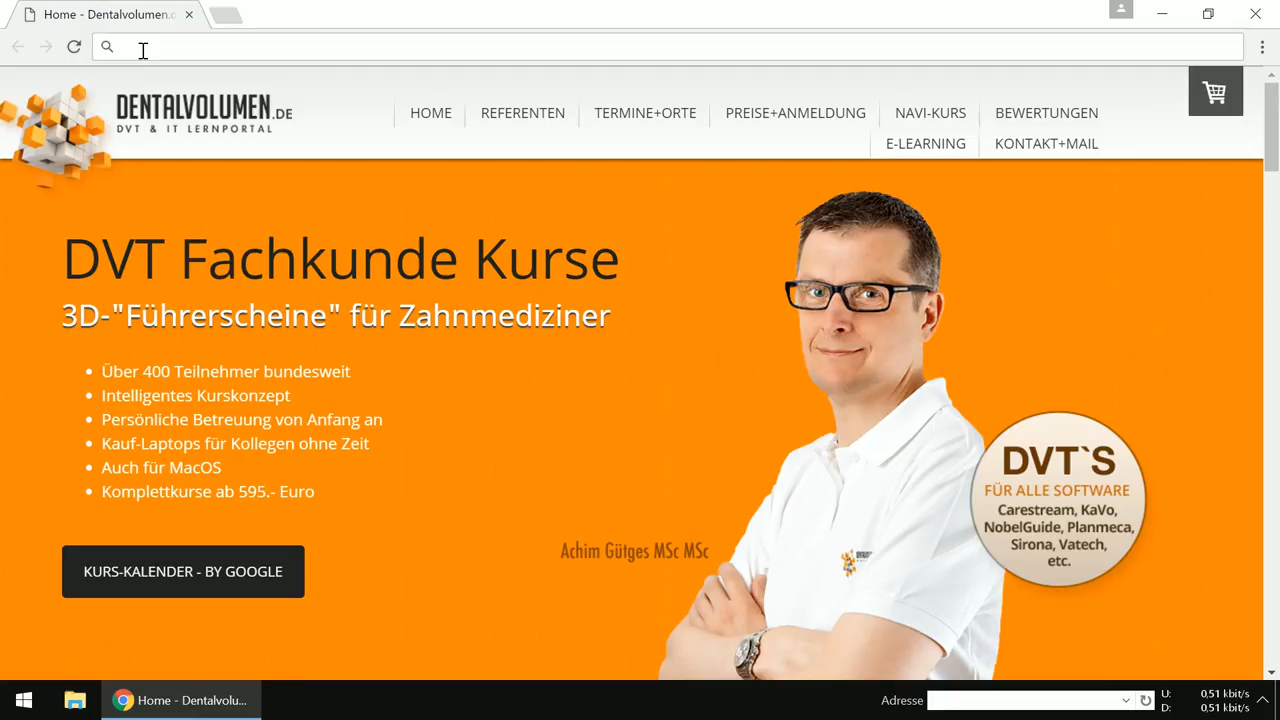 Home - Dentalvolumen.d
DENTALVOLUMEN.DE
DVT & IT LERNPORTAL
HOME
REFERENTEN
TERMINE+ORTE
PREISE+ANMELDUNG
NAVI-KURS
BEWERTUNGEN
E-LEARNING
KONTAKT+MAIL
DVT Fachkunde Kurse
3D-"Führerscheine" für Zahnmediziner
Über 400 Teilnehmer bundesweit
Intelligentes Kurskonzept
Persönliche Betreuung von Anfang an
Kauf-Laptops für Kollegen ohne Zeit
Auch für MacOS
Komplettkurse ab 595.- Euro
KURS-KALENDER - BY GOOGLE
Achim Gütges MSc MSc
DVT`S
FÜR ALLE SOFTWARE
Carestream, KaVo,
NobelGuide, Planmeca,
Sirona, Vatech,
etc.
Home - Dentalvolu...
Adresse
U: 0,51 kbit/s
D: 0,51 kbit/s